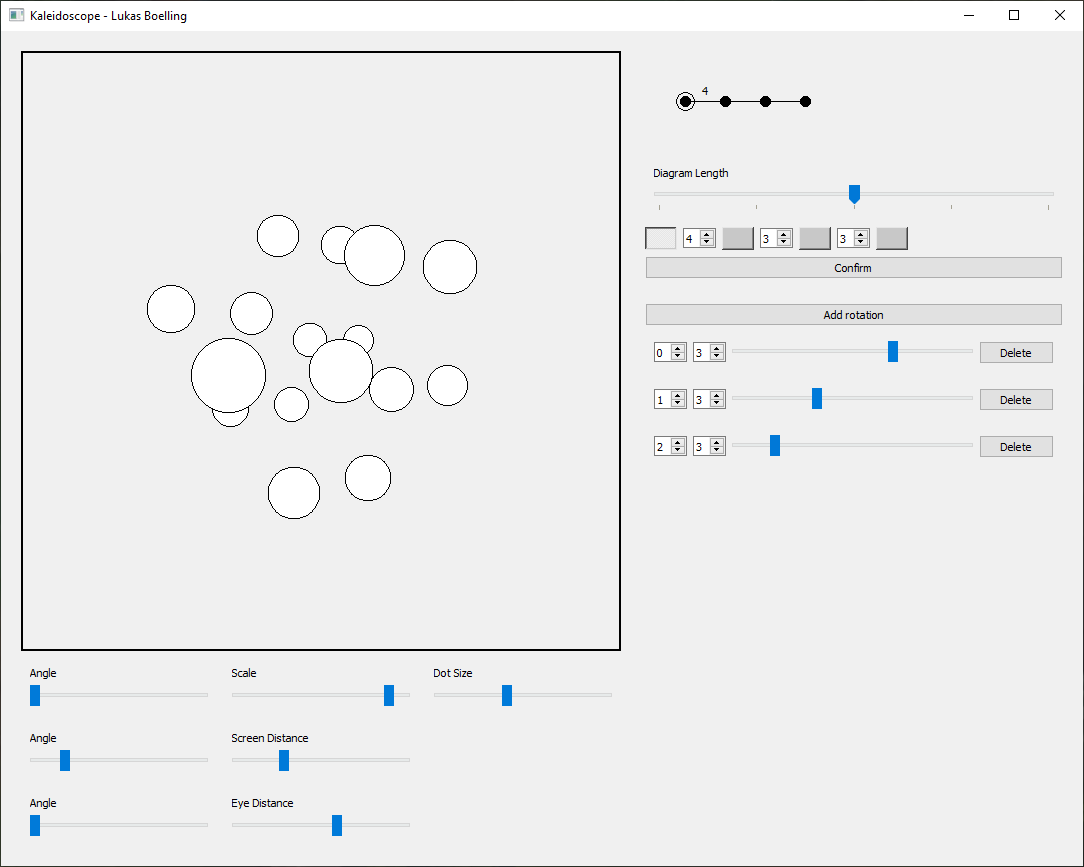 Kaleidoscope - Lukas Boelling
4
Diagram Length
4 3 3
Confirm
Add rotation
0 3 Delete
1 3 Delete
2 3 Delete
Angle Scale Dot Size
Angle Screen Distance
Angle Eye Distance